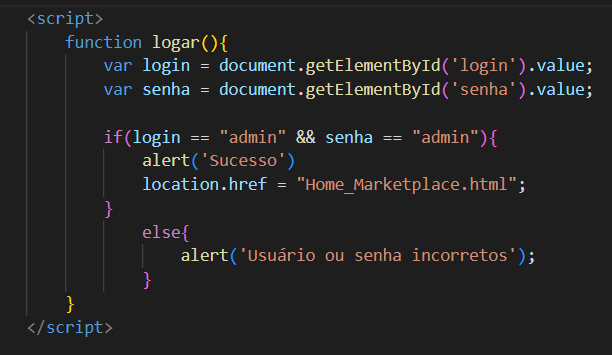 <script>
function logar(){
var login = document.getElementById('login').value;
var senha = document.getElementById('senha').value;
if(login == "admin" && senha == "admin"){
alert('Sucesso')
location.href = "Home_Marketplace.html";
}
else{
alert('Usuário ou senha incorretos');
}
}
</script>